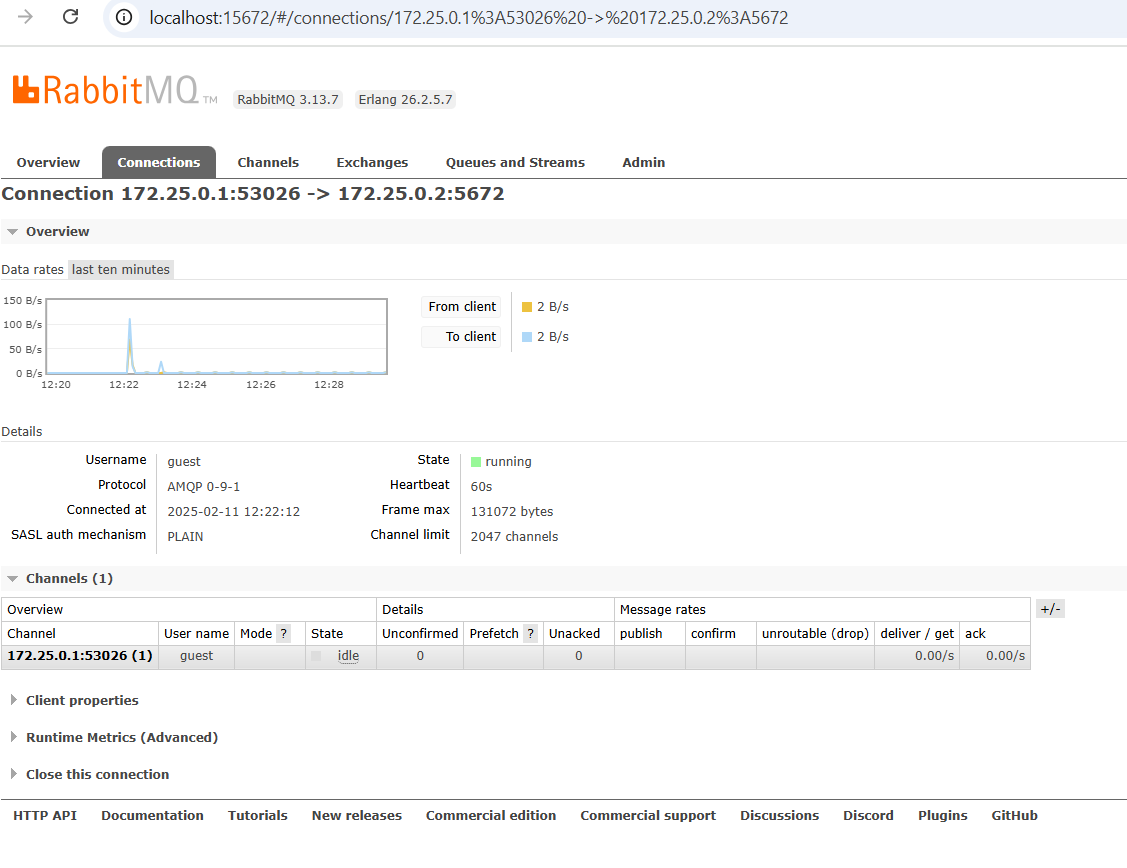 localhost:15672/#/connections/172.25.0.1%3A53026%20->%20172.25.0.2%3A5672
RabbitMQ TM RabbitMQ 3.13.7 Erlang 26.2.5.7
Overview Connections Channels Exchanges Queues and Streams Admin
Connection 172.25.0.1:53026 -> 172.25.0.2:5672
Overview
Data rates last ten minutes
150 B/s
100 B/s
50 B/s
0 B/s
12:20 12:22 12:24 12:26 12:28
From client 2 B/s
To client 2 B/s
Details
Username guest State running
Protocol AMQP 0-9-1 Heartbeat 60s
Connected at 2025-02-11 12:22:12 Frame max 131072 bytes
SASL auth mechanism PLAIN Channel limit 2047 channels
Channels (1)
Overview Details Message rates +/-
Channel User name Mode ? State Unconfirmed Prefetch ? Unacked publish confirm unroutable (drop) deliver / get ack
172.25.0.1:53026 (1) guest idle 0 0 0.00/s 0.00/s
Client properties
Runtime Metrics (Advanced)
Close this connection
HTTP API Documentation Tutorials New releases Commercial edition Commercial support Discussions Discord Plugins GitHub